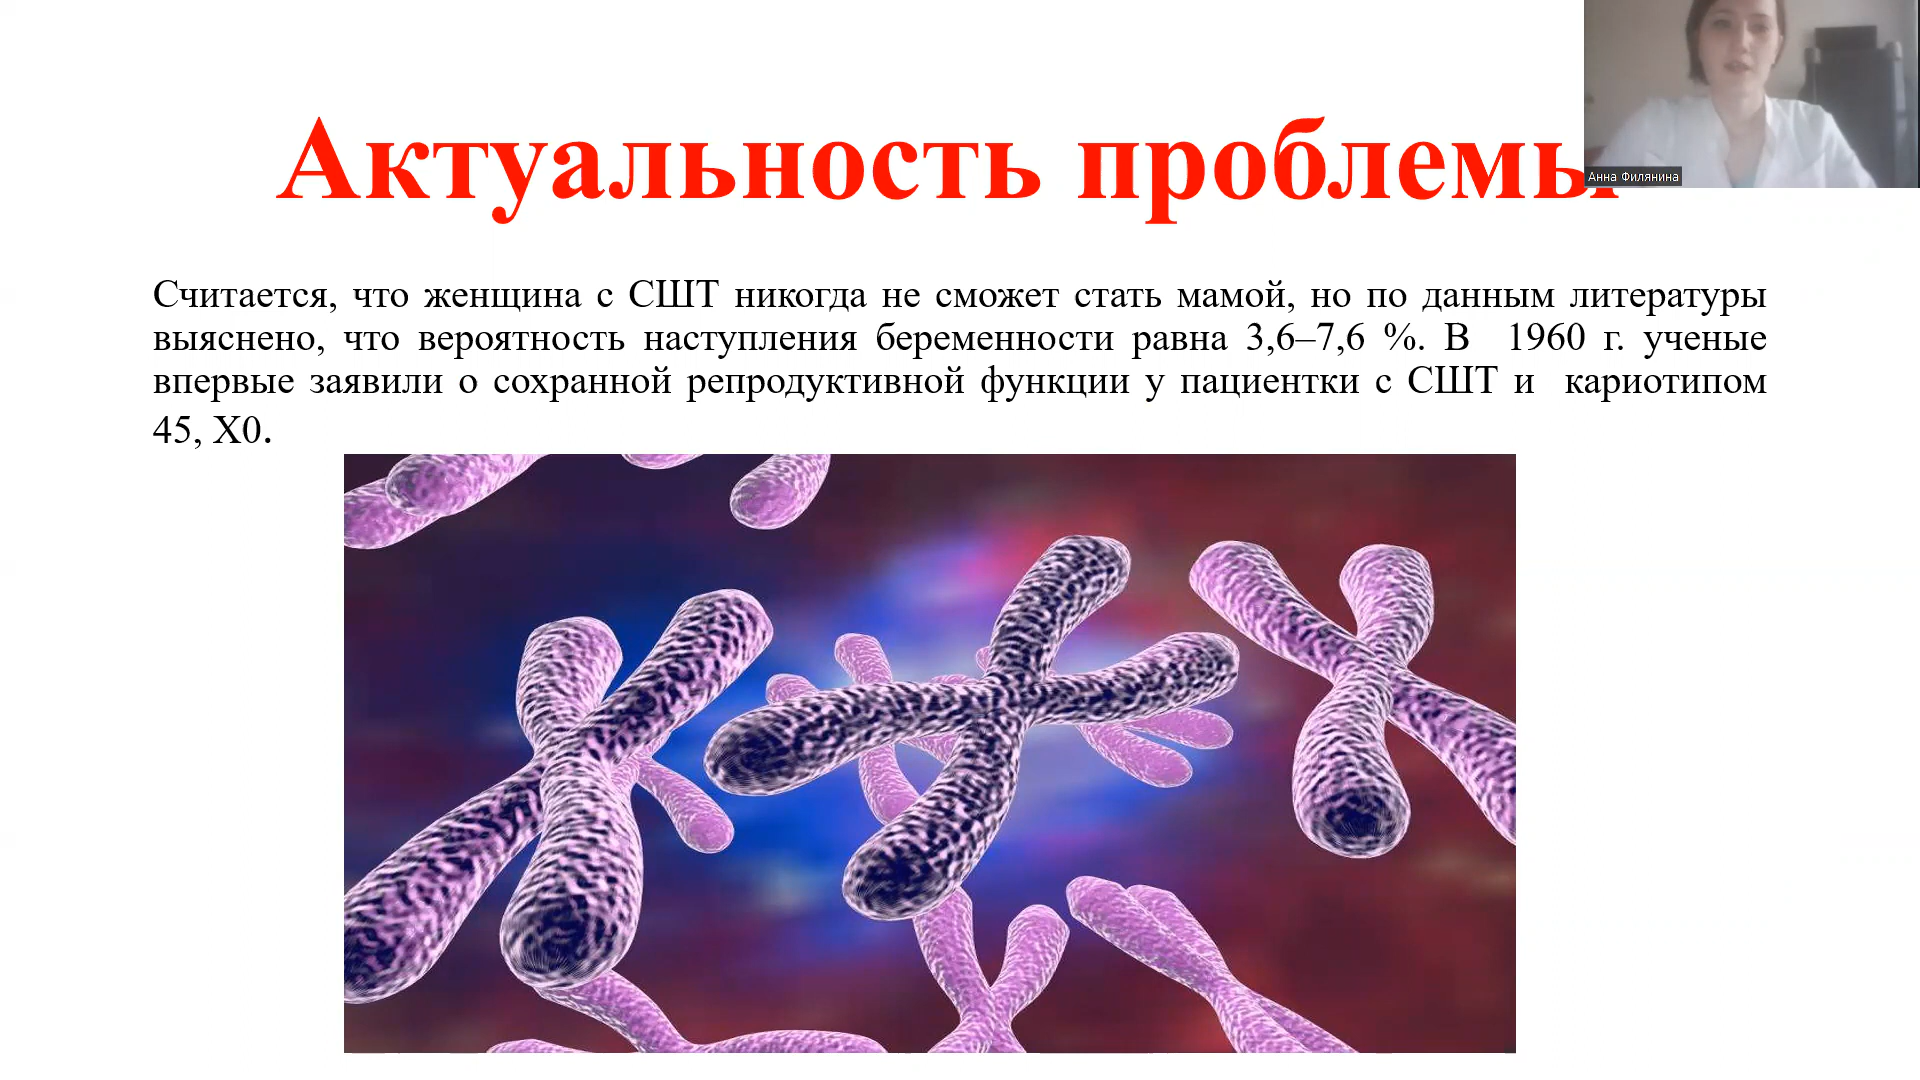 Актуальность проблемы
Анна Филянина
Считается, что женщина с СШТ никогда не сможет стать мамой, но по данным литературы
выяснено, что вероятность наступления беременности равна 3,6–7,6 %. В 1960 г. ученые
впервые заявили о сохранной репродуктивной функции у пациентки с СШТ и кариотипом
45, X0.